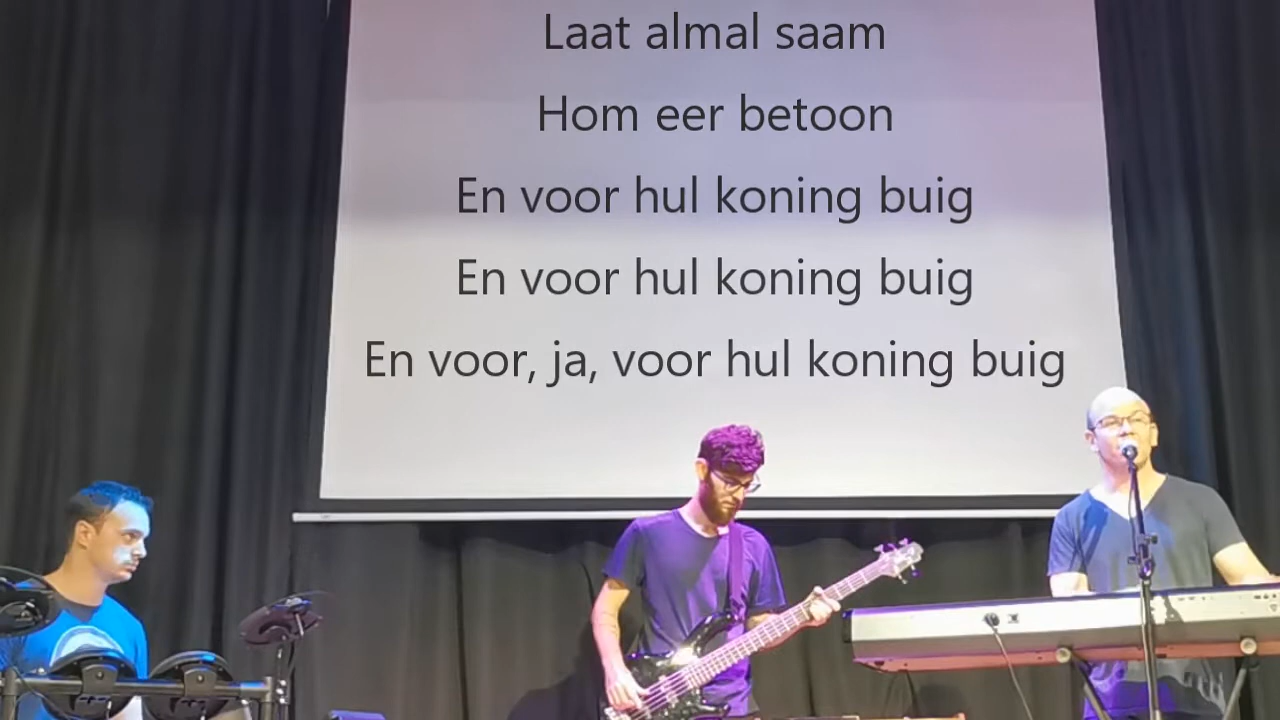 Laat almal saam
Hom eer betoon
En voor hul koning buig
En voor hul koning buig
En voor, ja, voor hul koning buig